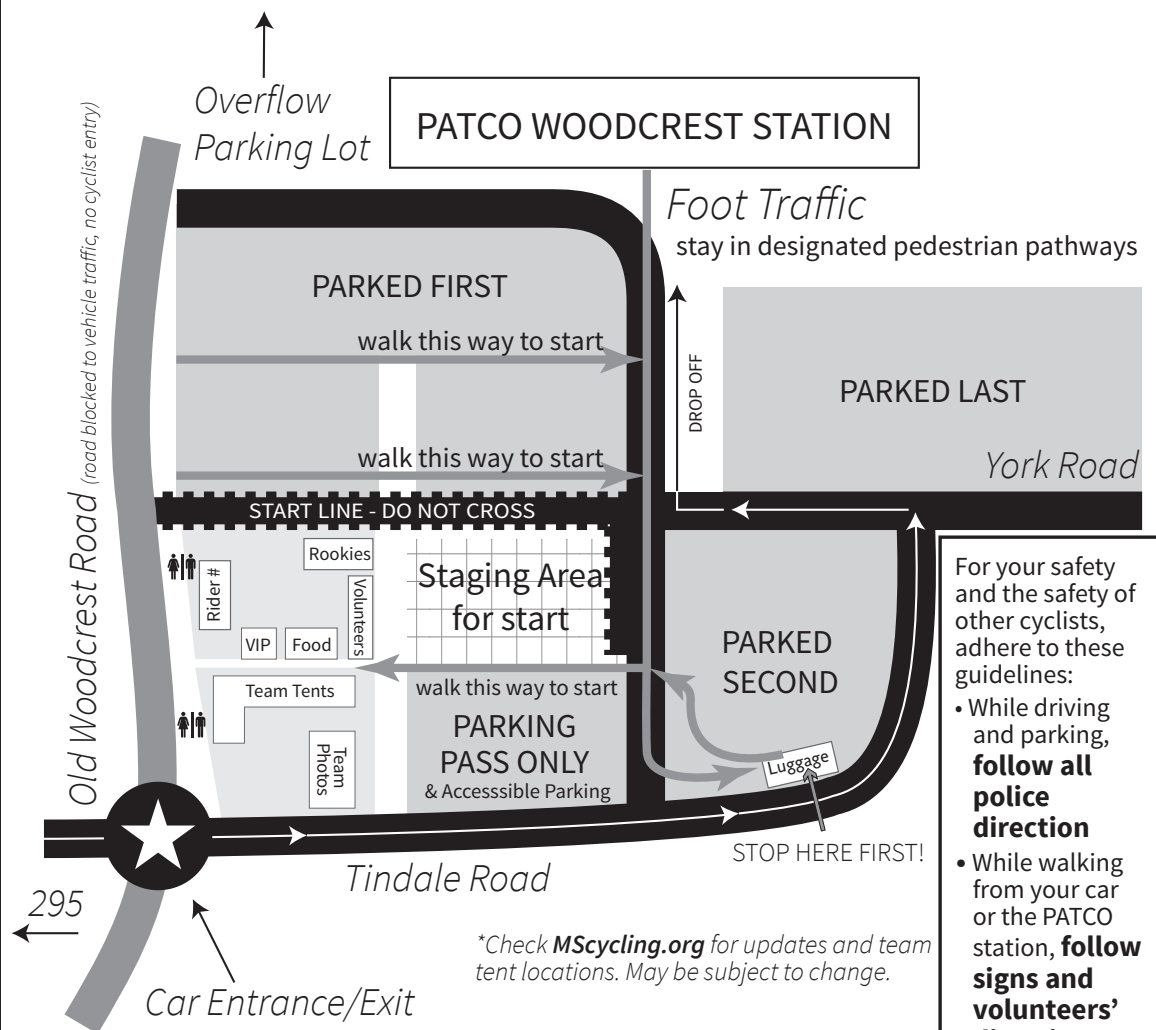 Overflow
Parking Lot
PATCO WOODCREST STATION
Old Woodcrest Road (road blocked to vehicle traffic, no cyclist entry)
Foot Traffic
stay in designated pedestrian pathways
PARKED FIRST
walk this way to start
DROP OFF
PARKED LAST
walk this way to start
York Road
START LINE - DO NOT CROSS
Rookies
Rider #
Volunteers
VIP
Food
Staging Area
for start
PARKED
SECOND
walk this way to start
Team Tents
Team
Photos
PARKING
PASS ONLY
& Accesssible Parking
Luggage
STOP HERE FIRST!
Tindale Road
295
Car Entrance/Exit
*Check MScycling.org for updates and team
tent locations. May be subject to change.
For your safety
and the safety of
other cyclists,
adhere to these
guidelines:
• While driving
and parking,
follow all
police
direction
• While walking
from your car
or the PATCO
station, follow
signs and
volunteers’